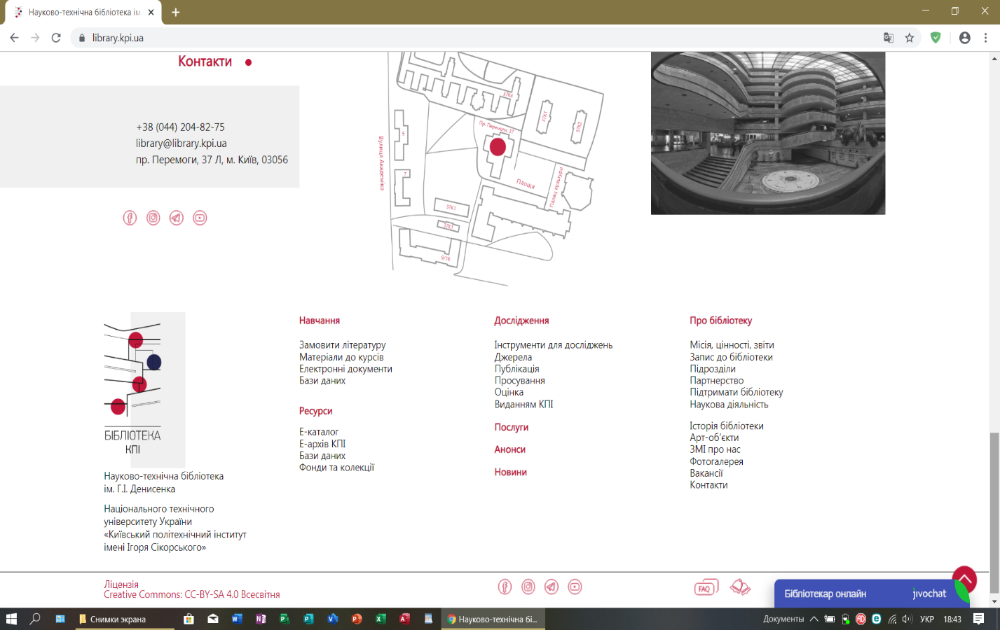 Науково-технічна бібліотека ім.
library.kpi.ua
Контакти
+38 (044) 204-82-75
library@library.kpi.ua
пр. Перемоги, 37 Л, м. Київ, 03056
37К4
37К1
37К2
Пр. Перемоги, 37
5
Вулиця Академіка
7
Площа
Палац культури
37К1
37К1
9/16
БІБЛІОТЕКА
КПІ
Науково-технічна бібліотека
ім. Г.І. Денисенка
Національного технічного
університету України
«Київський політехнічний інститут
імені Ігоря Сікорського»
Навчання
Замовити літературу
Матеріали до курсів
Електронні документи
Бази даних
Ресурси
Е-каталог
Е-архів КПІ
Бази даних
Фонди та колекції
Дослідження
Інструменти для досліджень
Джерела
Публікація
Просування
Оцінка
Виданням КПІ
Послуги
Анонси
Новини
Про бібліотеку
Місія, цінності, звіти
Запис до бібліотеки
Підрозділи
Партнерство
Підтримати бібліотеку
Наукова діяльність
Історія бібліотеки
Арт-об’єкти
ЗМІ про нас
Фотогалерея
Вакансії
Контакти
Ліцензія
Creative Commons: CC-BY-SA 4.0 Всесвітня
FAQ
Бібліотекар онлайн
jivochat
Снимки экрана
Науково-технічна бі...
Документы
УКР
18:43